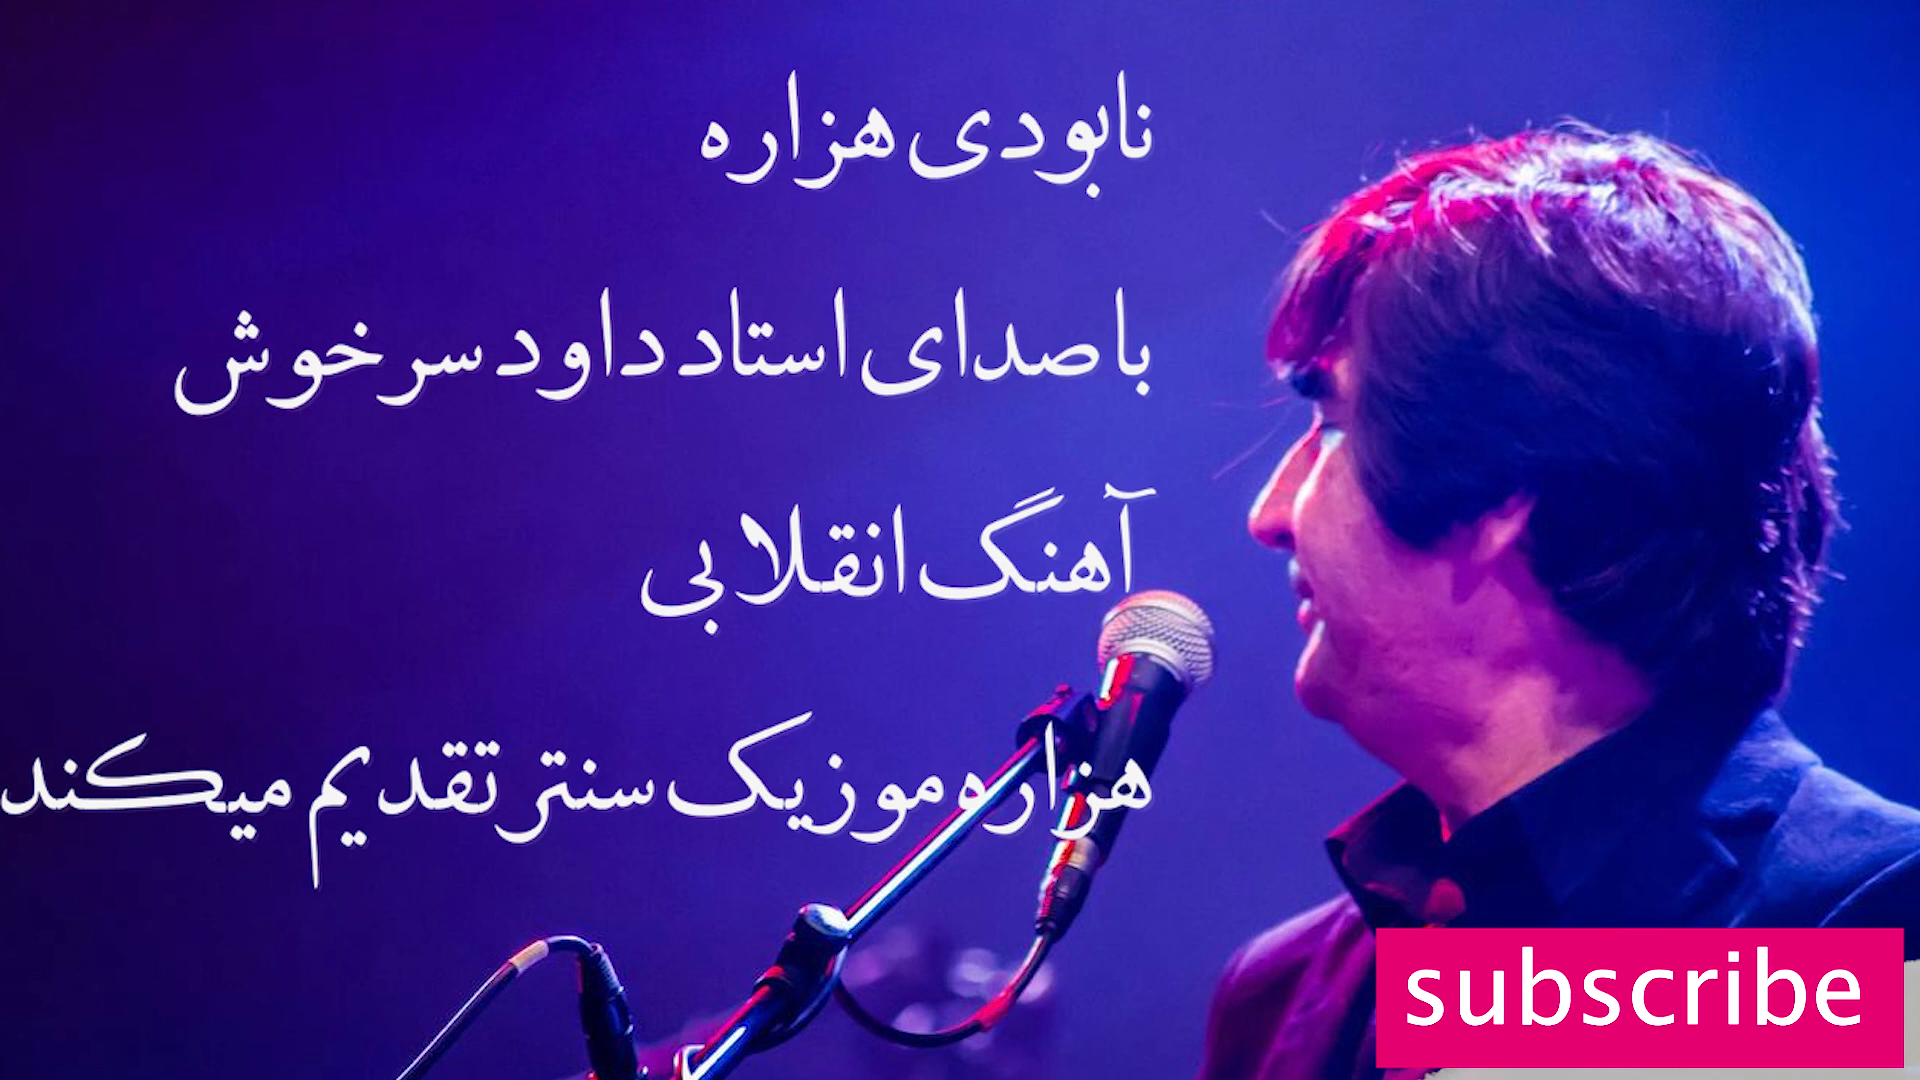 نابودی هزاره
با صدای استاد داود سرخوش
آهنگ انقلابی
هزاره موزیک سنتر تقدیم میکند
subscribe